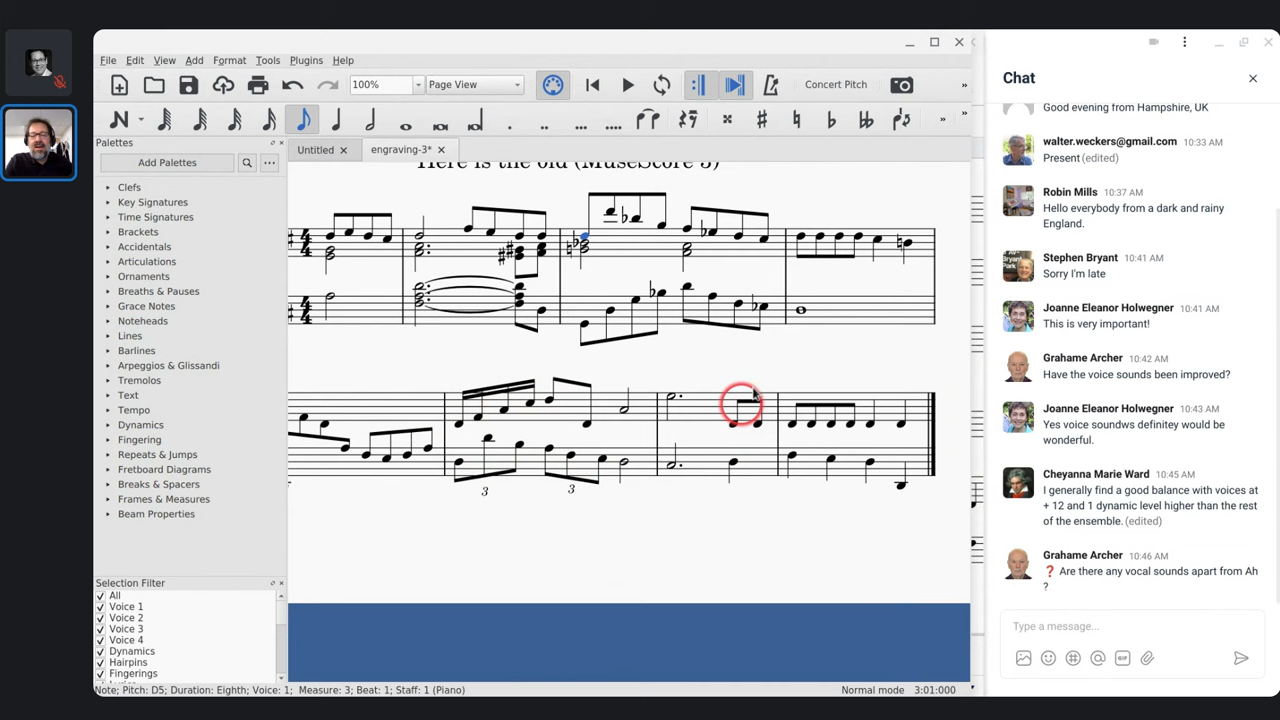 File Edit View Add Format Tools Plugins Help
100% Page View Concert Pitch »
» »
Palettes
Untitled engraving-3*
Add Palettes
Here is the old (MuseScore 3)
Clefs
Key Signatures
Time Signatures
Brackets
Accidentals
Articulations
Ornaments
Breaths & Pauses
Grace Notes
Noteheads
Lines
Barlines
Arpeggios & Glissandi
Tremolos
Text
Tempo
Dynamics
Fingering
Repeats & Jumps
Fretboard Diagrams
Breaks & Spacers
Frames & Measures
Beam Properties
3 3
Selection Filter
All
Voice 1
Voice 2
Voice 3
Voice 4
Dynamics
Hairpins
Fingerings
Note; Pitch: D5; Duration: Eighth; Voice: 1; Measure: 3; Beat: 1; Staff: 1 (Piano) Normal mode 3:01:000
Chat
Good evening from Hampshire, UK
walter.weckers@gmail.com 10:33 AM
Present (edited)
Robin Mills 10:37 AM
Hello everybody from a dark and rainy
England.
Stephen Bryant 10:41 AM
Sorry I'm late
Joanne Eleanor Holwegner 10:41 AM
This is very important!
Grahame Archer 10:42 AM
Have the voice sounds been improved?
Joanne Eleanor Holwegner 10:43 AM
Yes voice soundws definitey would be
wonderful.
Cheyanna Marie Ward 10:45 AM
I generally find a good balance with voices at
+ 12 and 1 dynamic level higher than the rest
of the ensemble. (edited)
Grahame Archer 10:46 AM
❓ Are there any vocal sounds apart from Ah
?
Type a message...
GIF